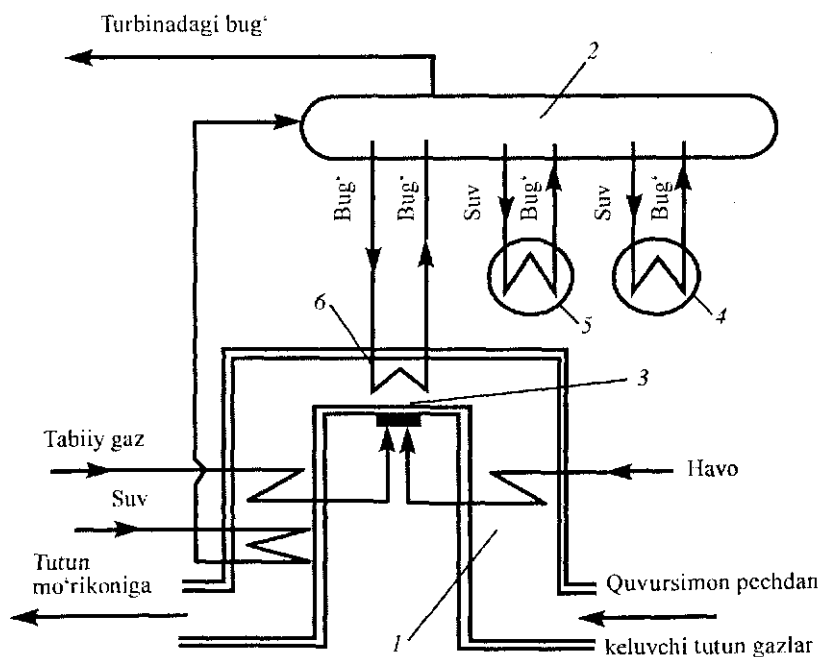 Turbinadagi bug‘
2
Bug‘
Bug‘
Suv
Bug‘
Suv
Bug‘
6
5
4
3
Tabiiy gaz
Havo
Suv
Tutun
mo‘rikoniga
Quvursimon pechdan
1
keluvchi tutun gazlar